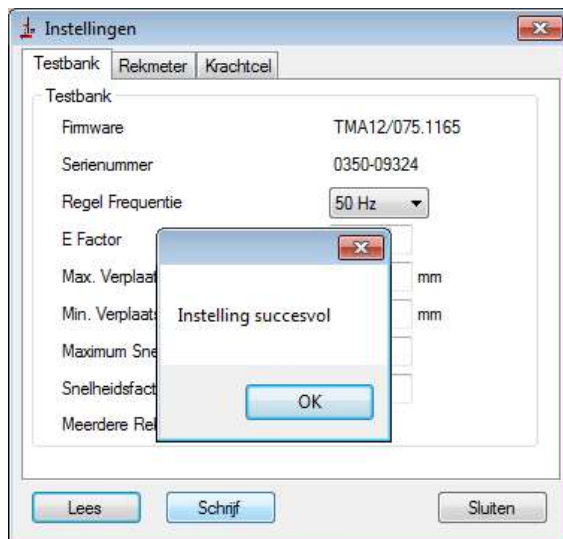 Instellingen
Testbank Rekmeter Krachtcel
Testbank
Firmware TMA12/075.1165
Serienummer 0350-09324
Regel Frequentie 50 Hz
E Factor
Max. Verplaat mm
Min. Verplaats mm
Instelling succesvol
Maximum Sne
Snelheidsfact
OK
Meerdere Rel
Lees Schrijf Sluiten